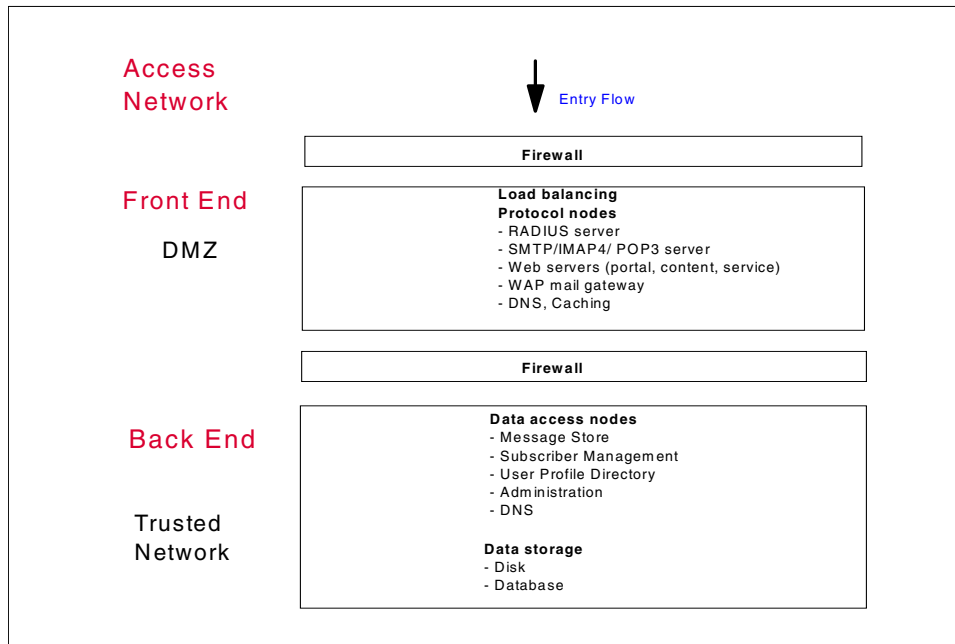 Access
Network
Entry Flow
Firewall
Front End
DMZ
Load balancing
Protocol nodes
- RADIUS server
- SMTP/IMAP4/ POP3 server
- Web servers (portal, content, service)
- WAP mail gateway
- DNS, Caching
Firewall
Back End
Trusted
Network
Data access nodes
- Message Store
- Subscriber Management
- User Profile Directory
- Administration
- DNS
Data storage
- Disk
- Database